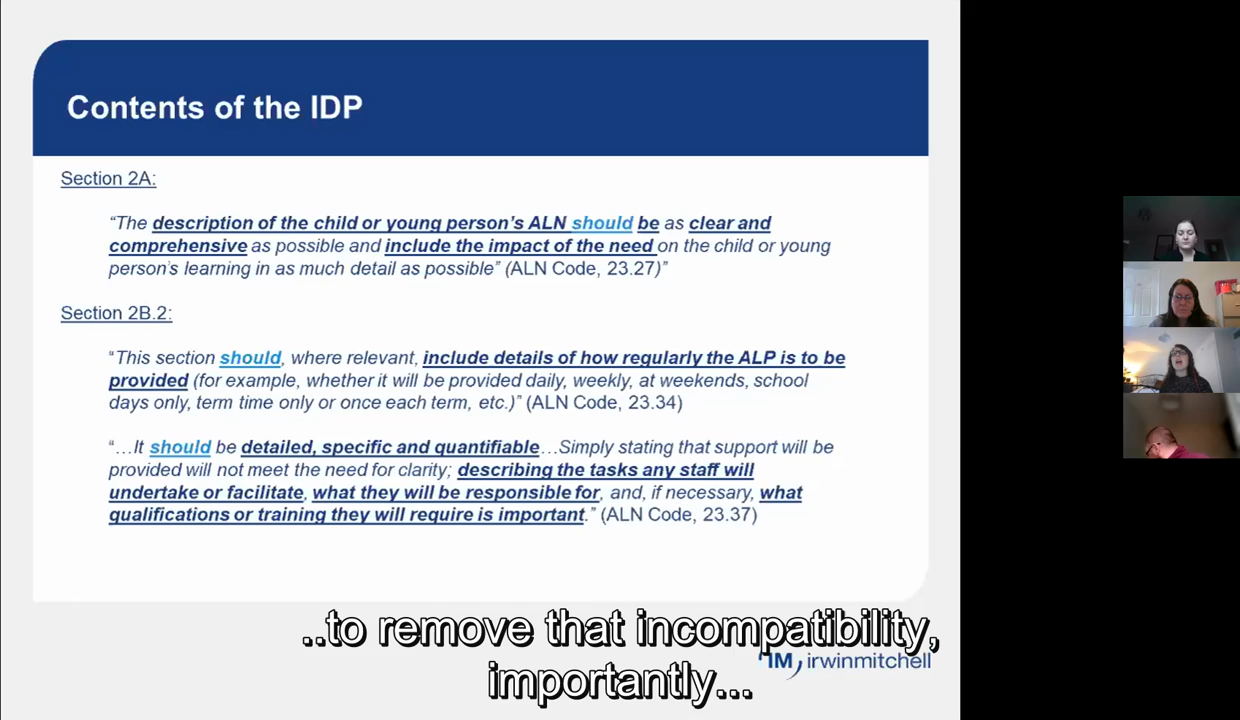 Contents of the IDP
Section 2A:
“The description of the child or young person’s ALN should be as clear and
comprehensive as possible and include the impact of the need on the child or young
person’s learning in as much detail as possible” (ALN Code, 23.27)”
Section 2B.2:
“This section should, where relevant, include details of how regularly the ALP is to be
provided (for example, whether it will be provided daily, weekly, at weekends, school
days only, term time only or once each term, etc.)” (ALN Code, 23.34)
“…It should be detailed, specific and quantifiable…Simply stating that support will be
provided will not meet the need for clarity; describing the tasks any staff will
undertake or facilitate, what they will be responsible for, and, if necessary, what
qualifications or training they will require is important.” (ALN Code, 23.37)
..to remove that incompatibility,
importantly...
IM irwinmitchell